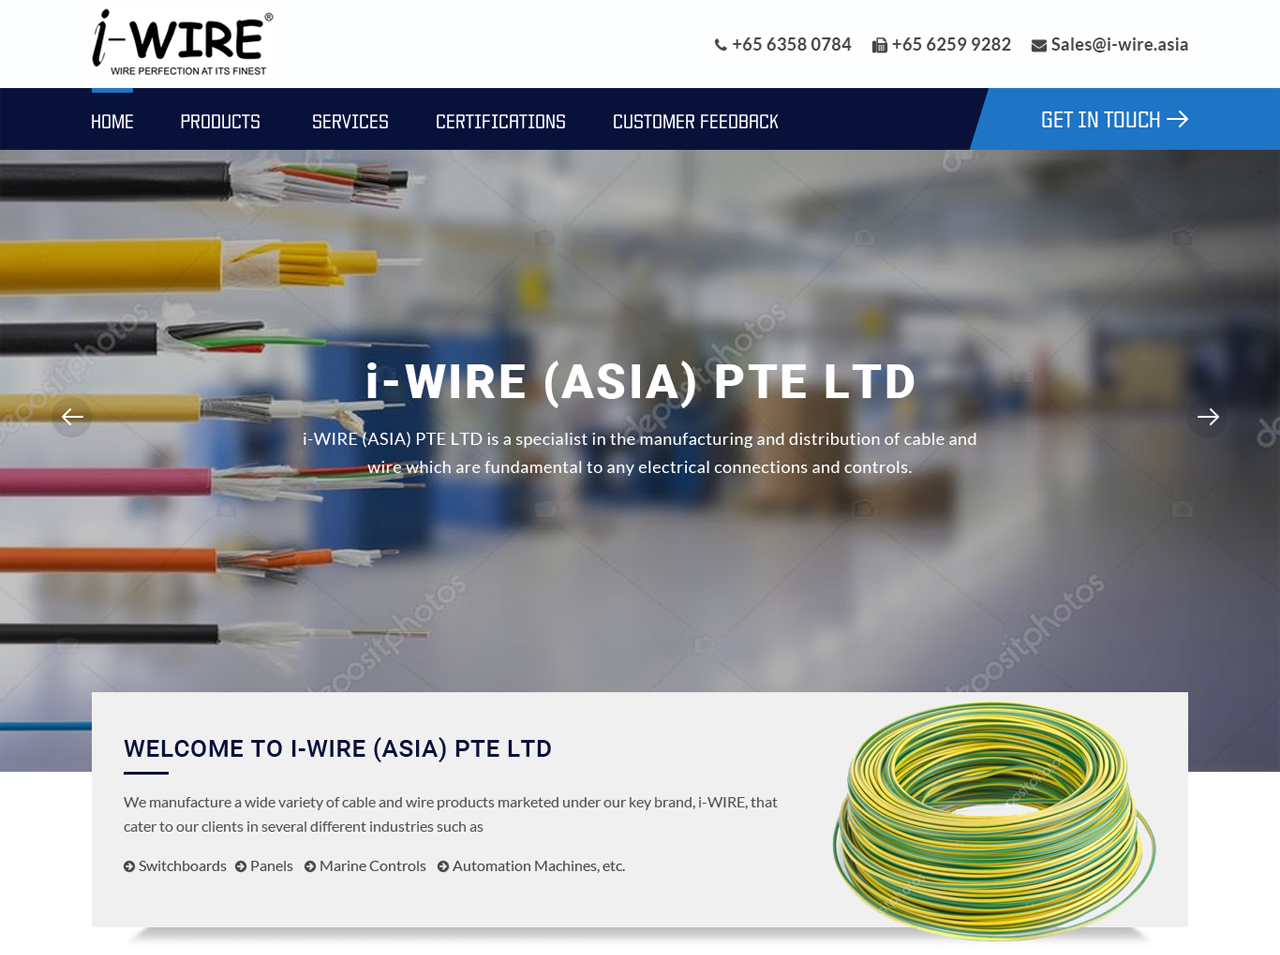 i-WIRE®
WIRE PERFECTION AT ITS FINEST
+65 6358 0784
+65 6259 9282
Sales@i-wire.asia
HOME
PRODUCTS
SERVICES
CERTIFICATIONS
CUSTOMER FEEDBACK
GET IN TOUCH
depositphotos
i-WIRE (ASIA) PTE LTD
i-WIRE (ASIA) PTE LTD is a specialist in the manufacturing and distribution of cable and
wire which are fundamental to any electrical connections and controls.
depositphotos
depositphotos
WELCOME TO I-WIRE (ASIA) PTE LTD
We manufacture a wide variety of cable and wire products marketed under our key brand, i-WIRE, that
cater to our clients in several different industries such as
Switchboards
Panels
Marine Controls
Automation Machines, etc.